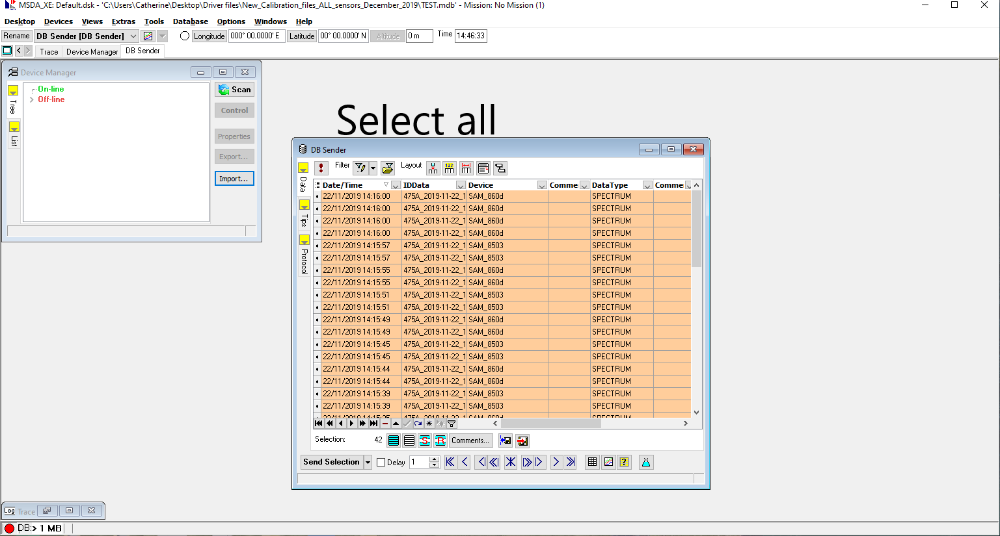 MSDA_XE: Default.dsk - 'C:\Users\Catherine\Desktop\Driver files\New_Calibration_files_ALL_sensors_December_2019\TEST.mdb' - Mission: No Mission (1)
Desktop Devices Views Extras Tools Database Options Windows Help
Rename DB Sender [DB Sender] Longitude 000° 00.0000' E Latitude 00° 00.0000' N Altitude 0 m Time 14:46:33
Trace Device Manager DB Sender
Device Manager
Tree
List
On-line
Off-line
Scan
Control
Properties
Export...
Import...
Select all
DB Sender
Data
Tips
Protocol
Filter Layout
Date/Time IDData Device Comme DataType Comme
22/11/2019 14:16:00 475A_2019-11-22_1 SAM_860d SPECTRUM
22/11/2019 14:16:00 475A_2019-11-22_1 SAM_860d SPECTRUM
22/11/2019 14:16:00 475A_2019-11-22_1 SAM_860d SPECTRUM
22/11/2019 14:16:00 475A_2019-11-22_1 SAM_860d SPECTRUM
22/11/2019 14:15:57 475A_2019-11-22_1 SAM_8503 SPECTRUM
22/11/2019 14:15:57 475A_2019-11-22_1 SAM_8503 SPECTRUM
22/11/2019 14:15:55 475A_2019-11-22_1 SAM_860d SPECTRUM
22/11/2019 14:15:55 475A_2019-11-22_1 SAM_860d SPECTRUM
22/11/2019 14:15:51 475A_2019-11-22_1 SAM_8503 SPECTRUM
22/11/2019 14:15:51 475A_2019-11-22_1 SAM_8503 SPECTRUM
22/11/2019 14:15:49 475A_2019-11-22_1 SAM_860d SPECTRUM
22/11/2019 14:15:49 475A_2019-11-22_1 SAM_860d SPECTRUM
22/11/2019 14:15:45 475A_2019-11-22_1 SAM_8503 SPECTRUM
22/11/2019 14:15:45 475A_2019-11-22_1 SAM_8503 SPECTRUM
22/11/2019 14:15:44 475A_2019-11-22_1 SAM_860d SPECTRUM
22/11/2019 14:15:44 475A_2019-11-22_1 SAM_860d SPECTRUM
22/11/2019 14:15:39 475A_2019-11-22_1 SAM_8503 SPECTRUM
22/11/2019 14:15:39 475A_2019-11-22_1 SAM_8503 SPECTRUM
Selection: 42 S R Comments...
Send Selection Delay 1
Log Trace
DB:> 1 MB